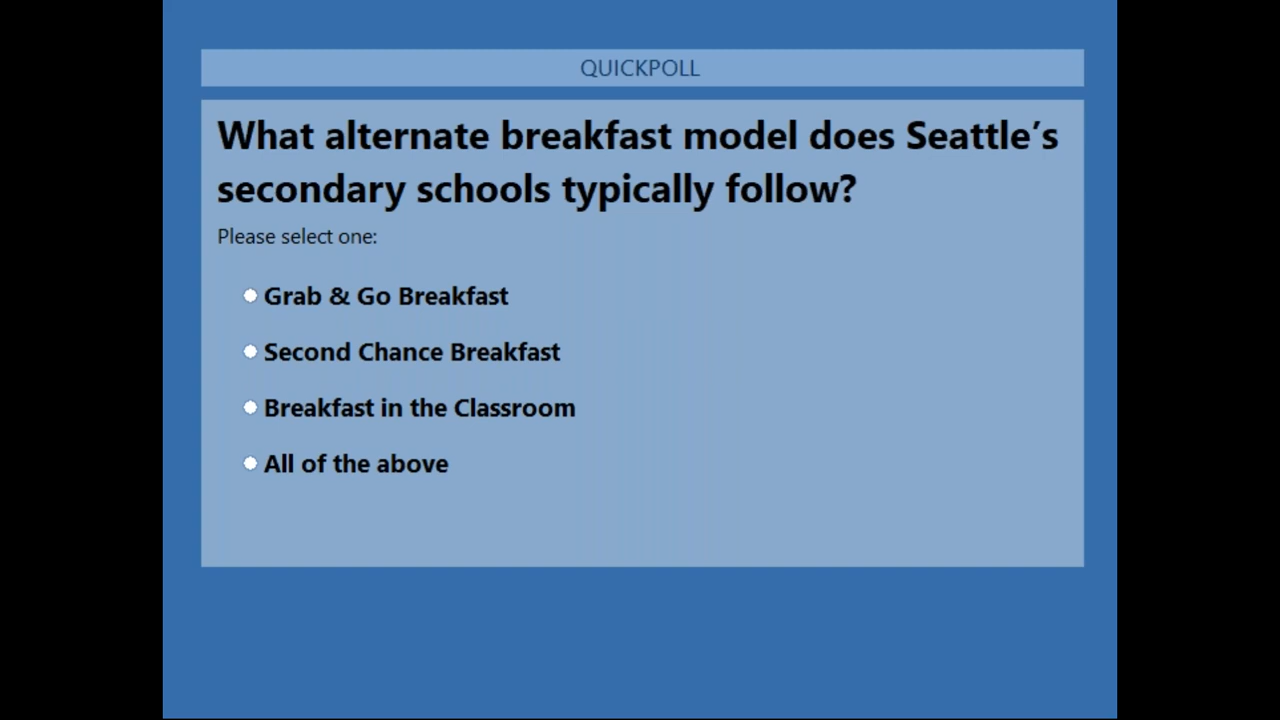 QUICKPOLL
What alternate breakfast model does Seattle’s
secondary schools typically follow?
Please select one:
Grab & Go Breakfast
Second Chance Breakfast
Breakfast in the Classroom
All of the above